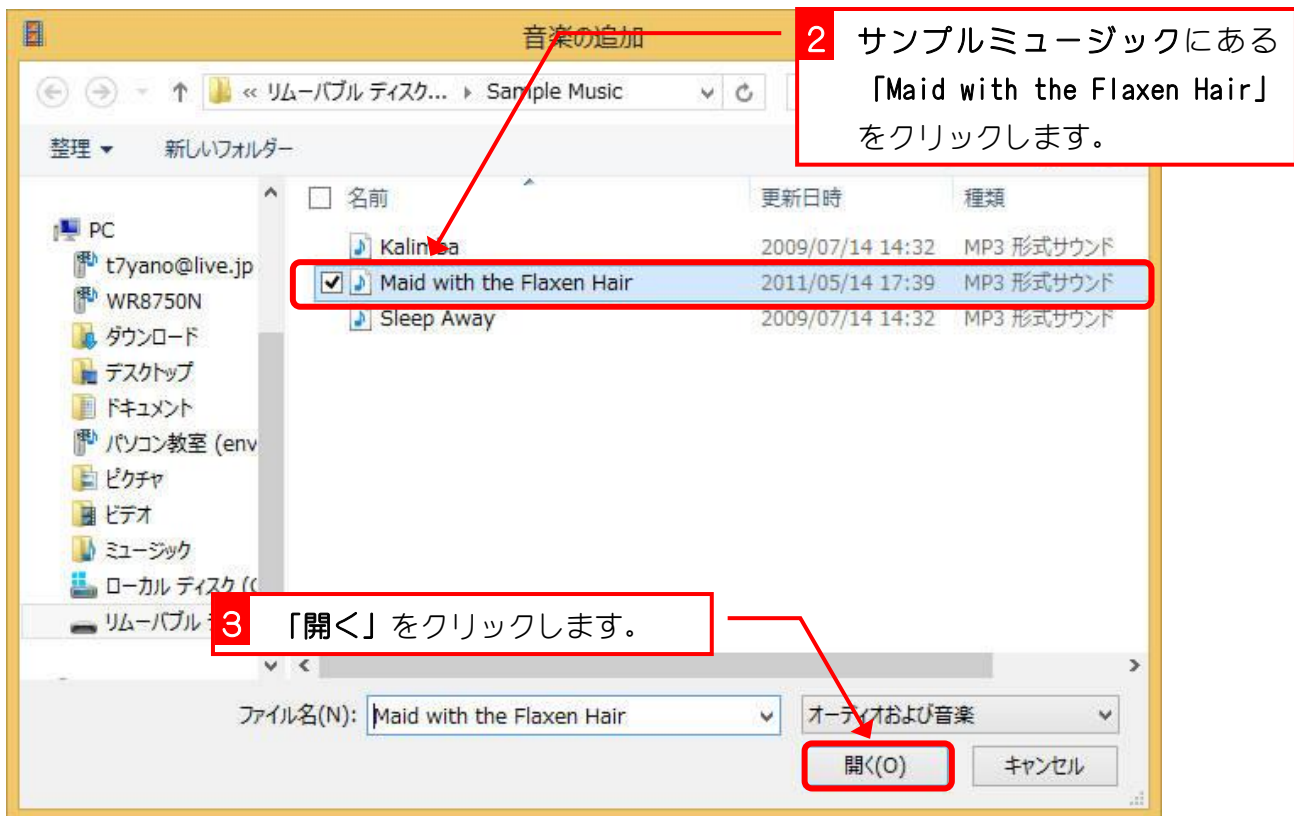 音楽の追加
2 サンプルミュージックにある
「Maid with the Flaxen Hair」
をクリックします。
« リムーバブル ディスク... ▸ Sample Music
整理 ▼ 新しいフォルダー
名前 更新日時 種類
PC
t7yano@live.jp
WR8750N
ダウンロード
デスクトップ
ドキュメント
パソコン教室 (env
ピクチャ
ビデオ
ミュージック
ローカル ディスク (C
リムーバブル
Kalimba 2009/07/14 14:32 MP3 形式サウンド
Maid with the Flaxen Hair 2011/05/14 17:39 MP3 形式サウンド
Sleep Away 2009/07/14 14:32 MP3 形式サウンド
3 「開く」をクリックします。
ファイル名(N): Maid with the Flaxen Hair
オーディオおよび音楽
開く(O) キャンセル